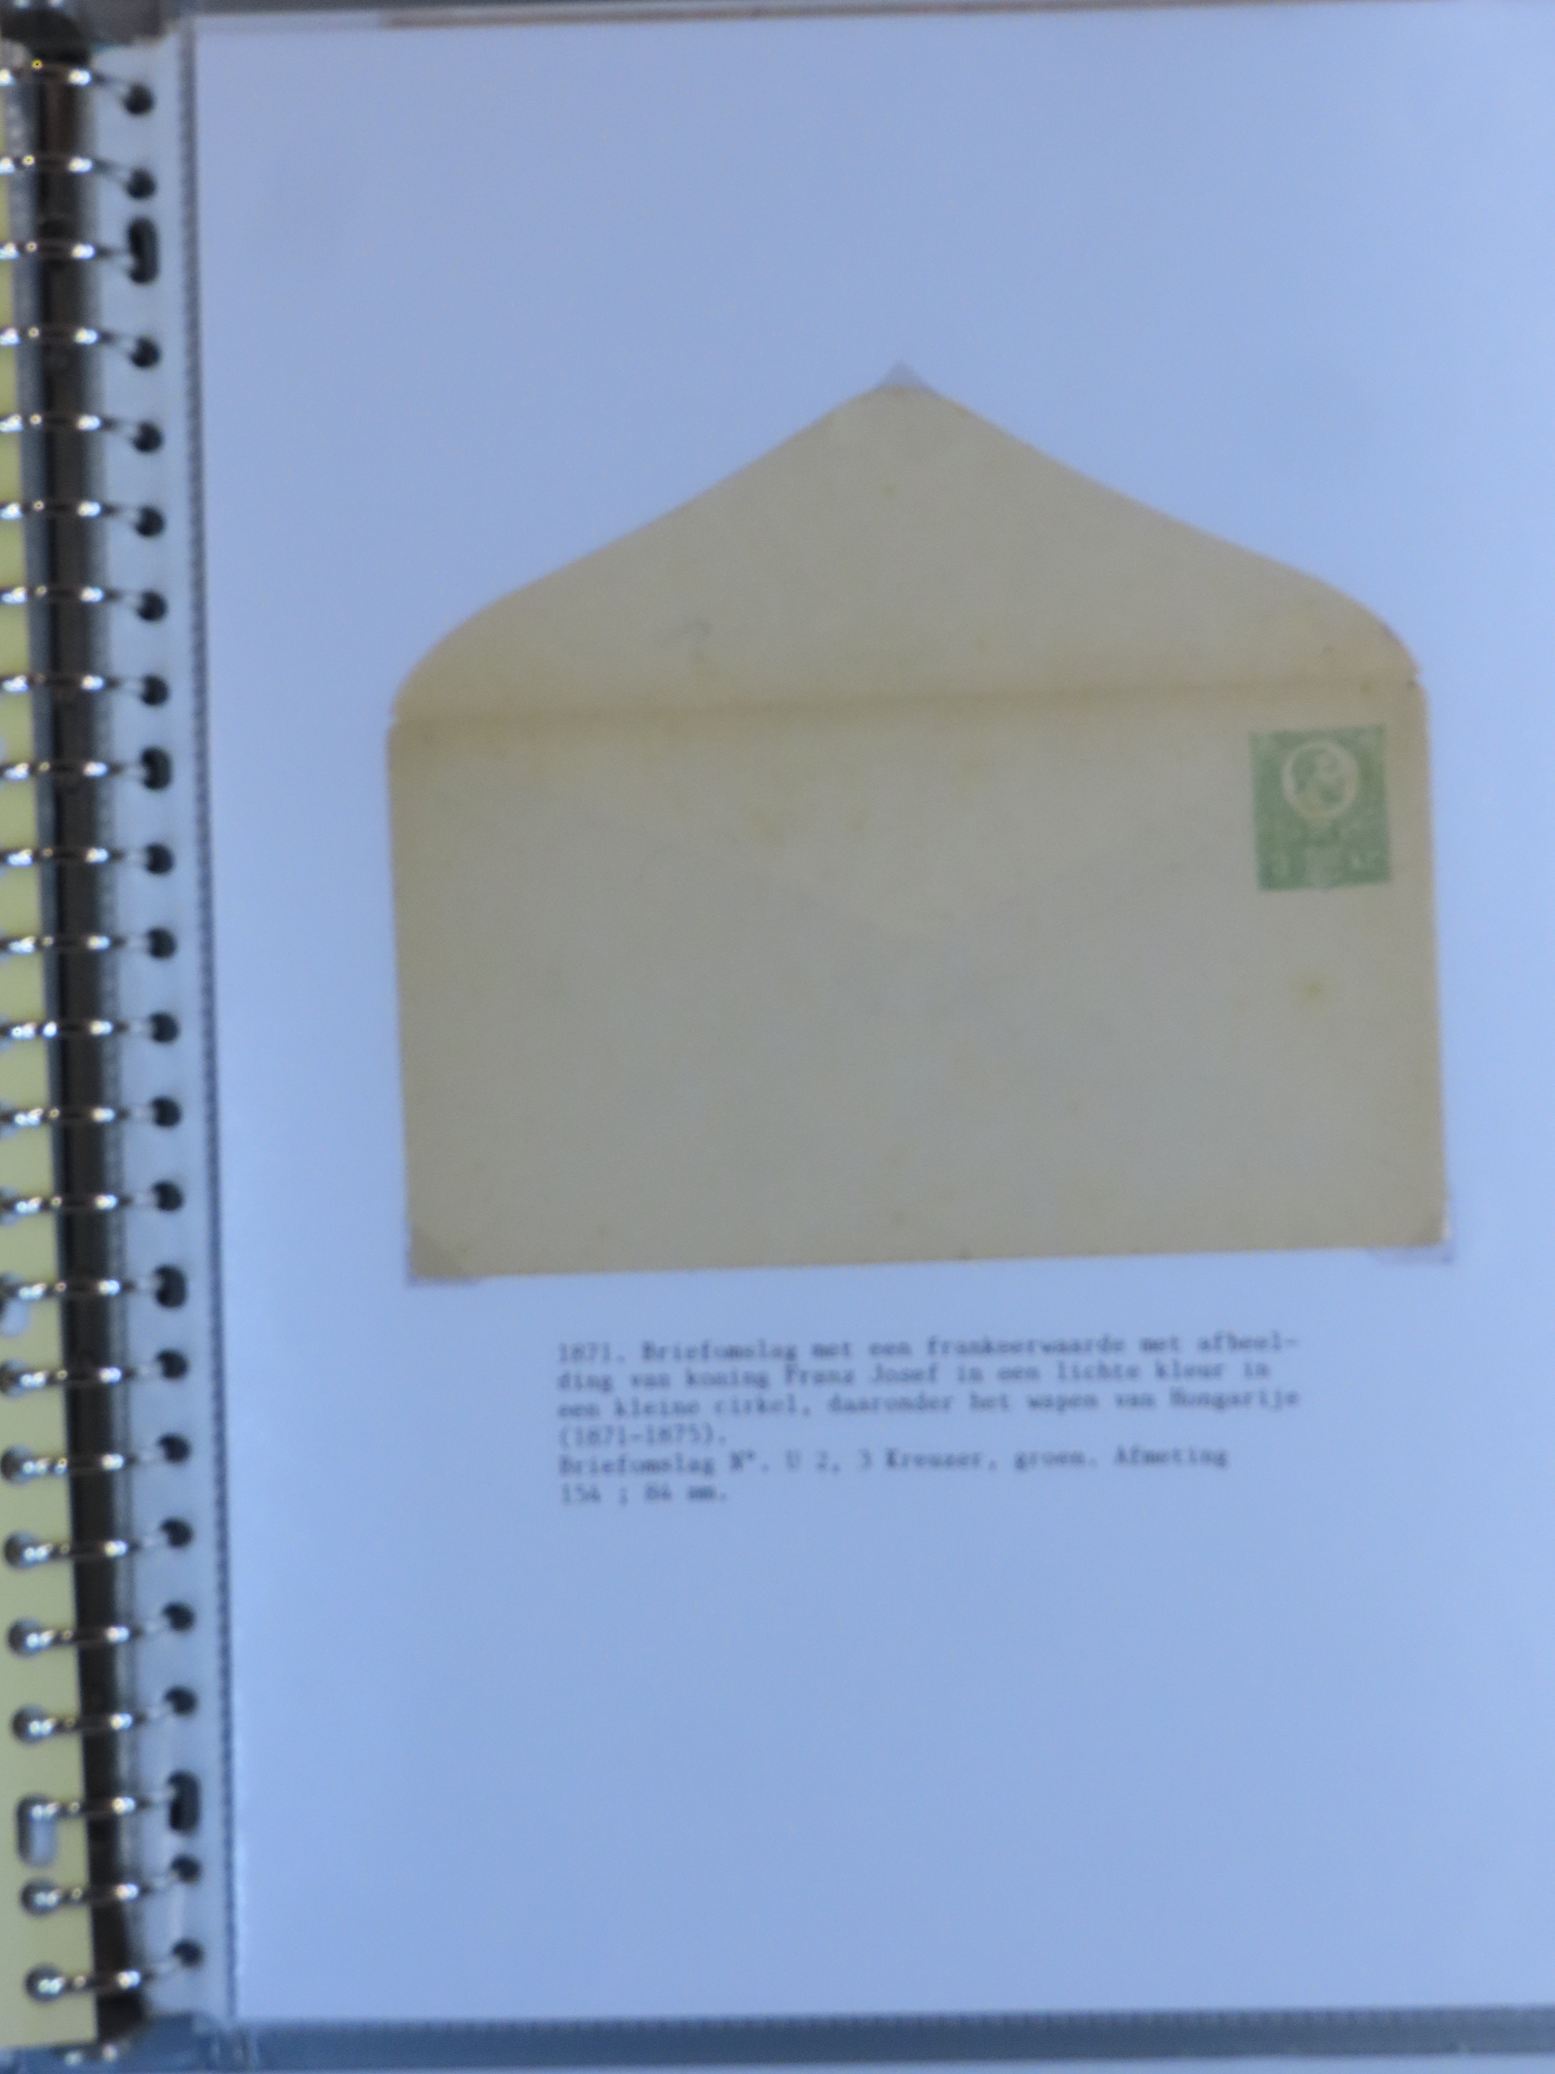 1871. Briefomslag met een frankeerwaarde met afbeel-
ding van koning Franz Josef in een lichte kleur in
een kleine cirkel, daaronder het wapen van Hongarije
(1871-1875).
Briefomslag N°. U 2, 3 Kreuzer, groen. Afmeting
154 ; 84 mm.